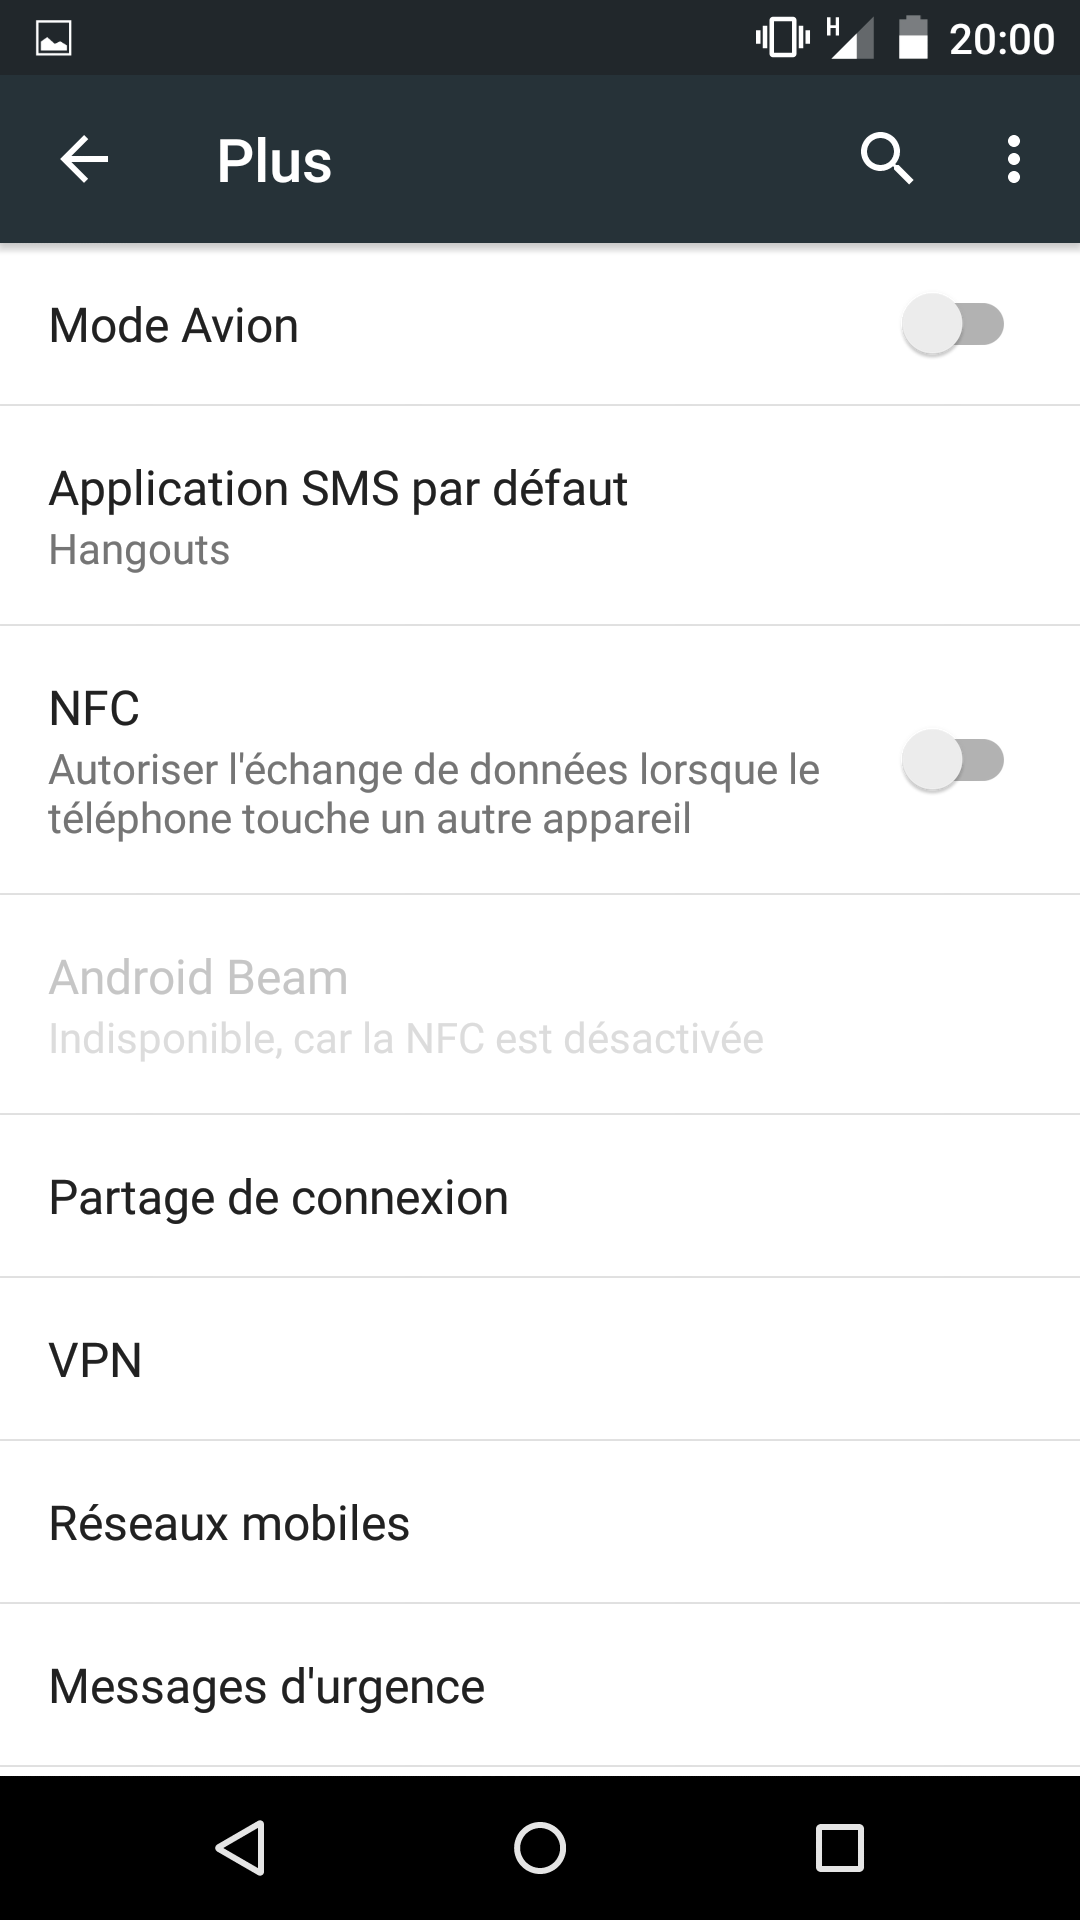 H 20:00
Plus
Mode Avion
Application SMS par défaut
Hangouts
NFC
Autoriser l'échange de données lorsque le
téléphone touche un autre appareil
Android Beam
Indisponible, car la NFC est désactivée
Partage de connexion
VPN
Réseaux mobiles
Messages d'urgence